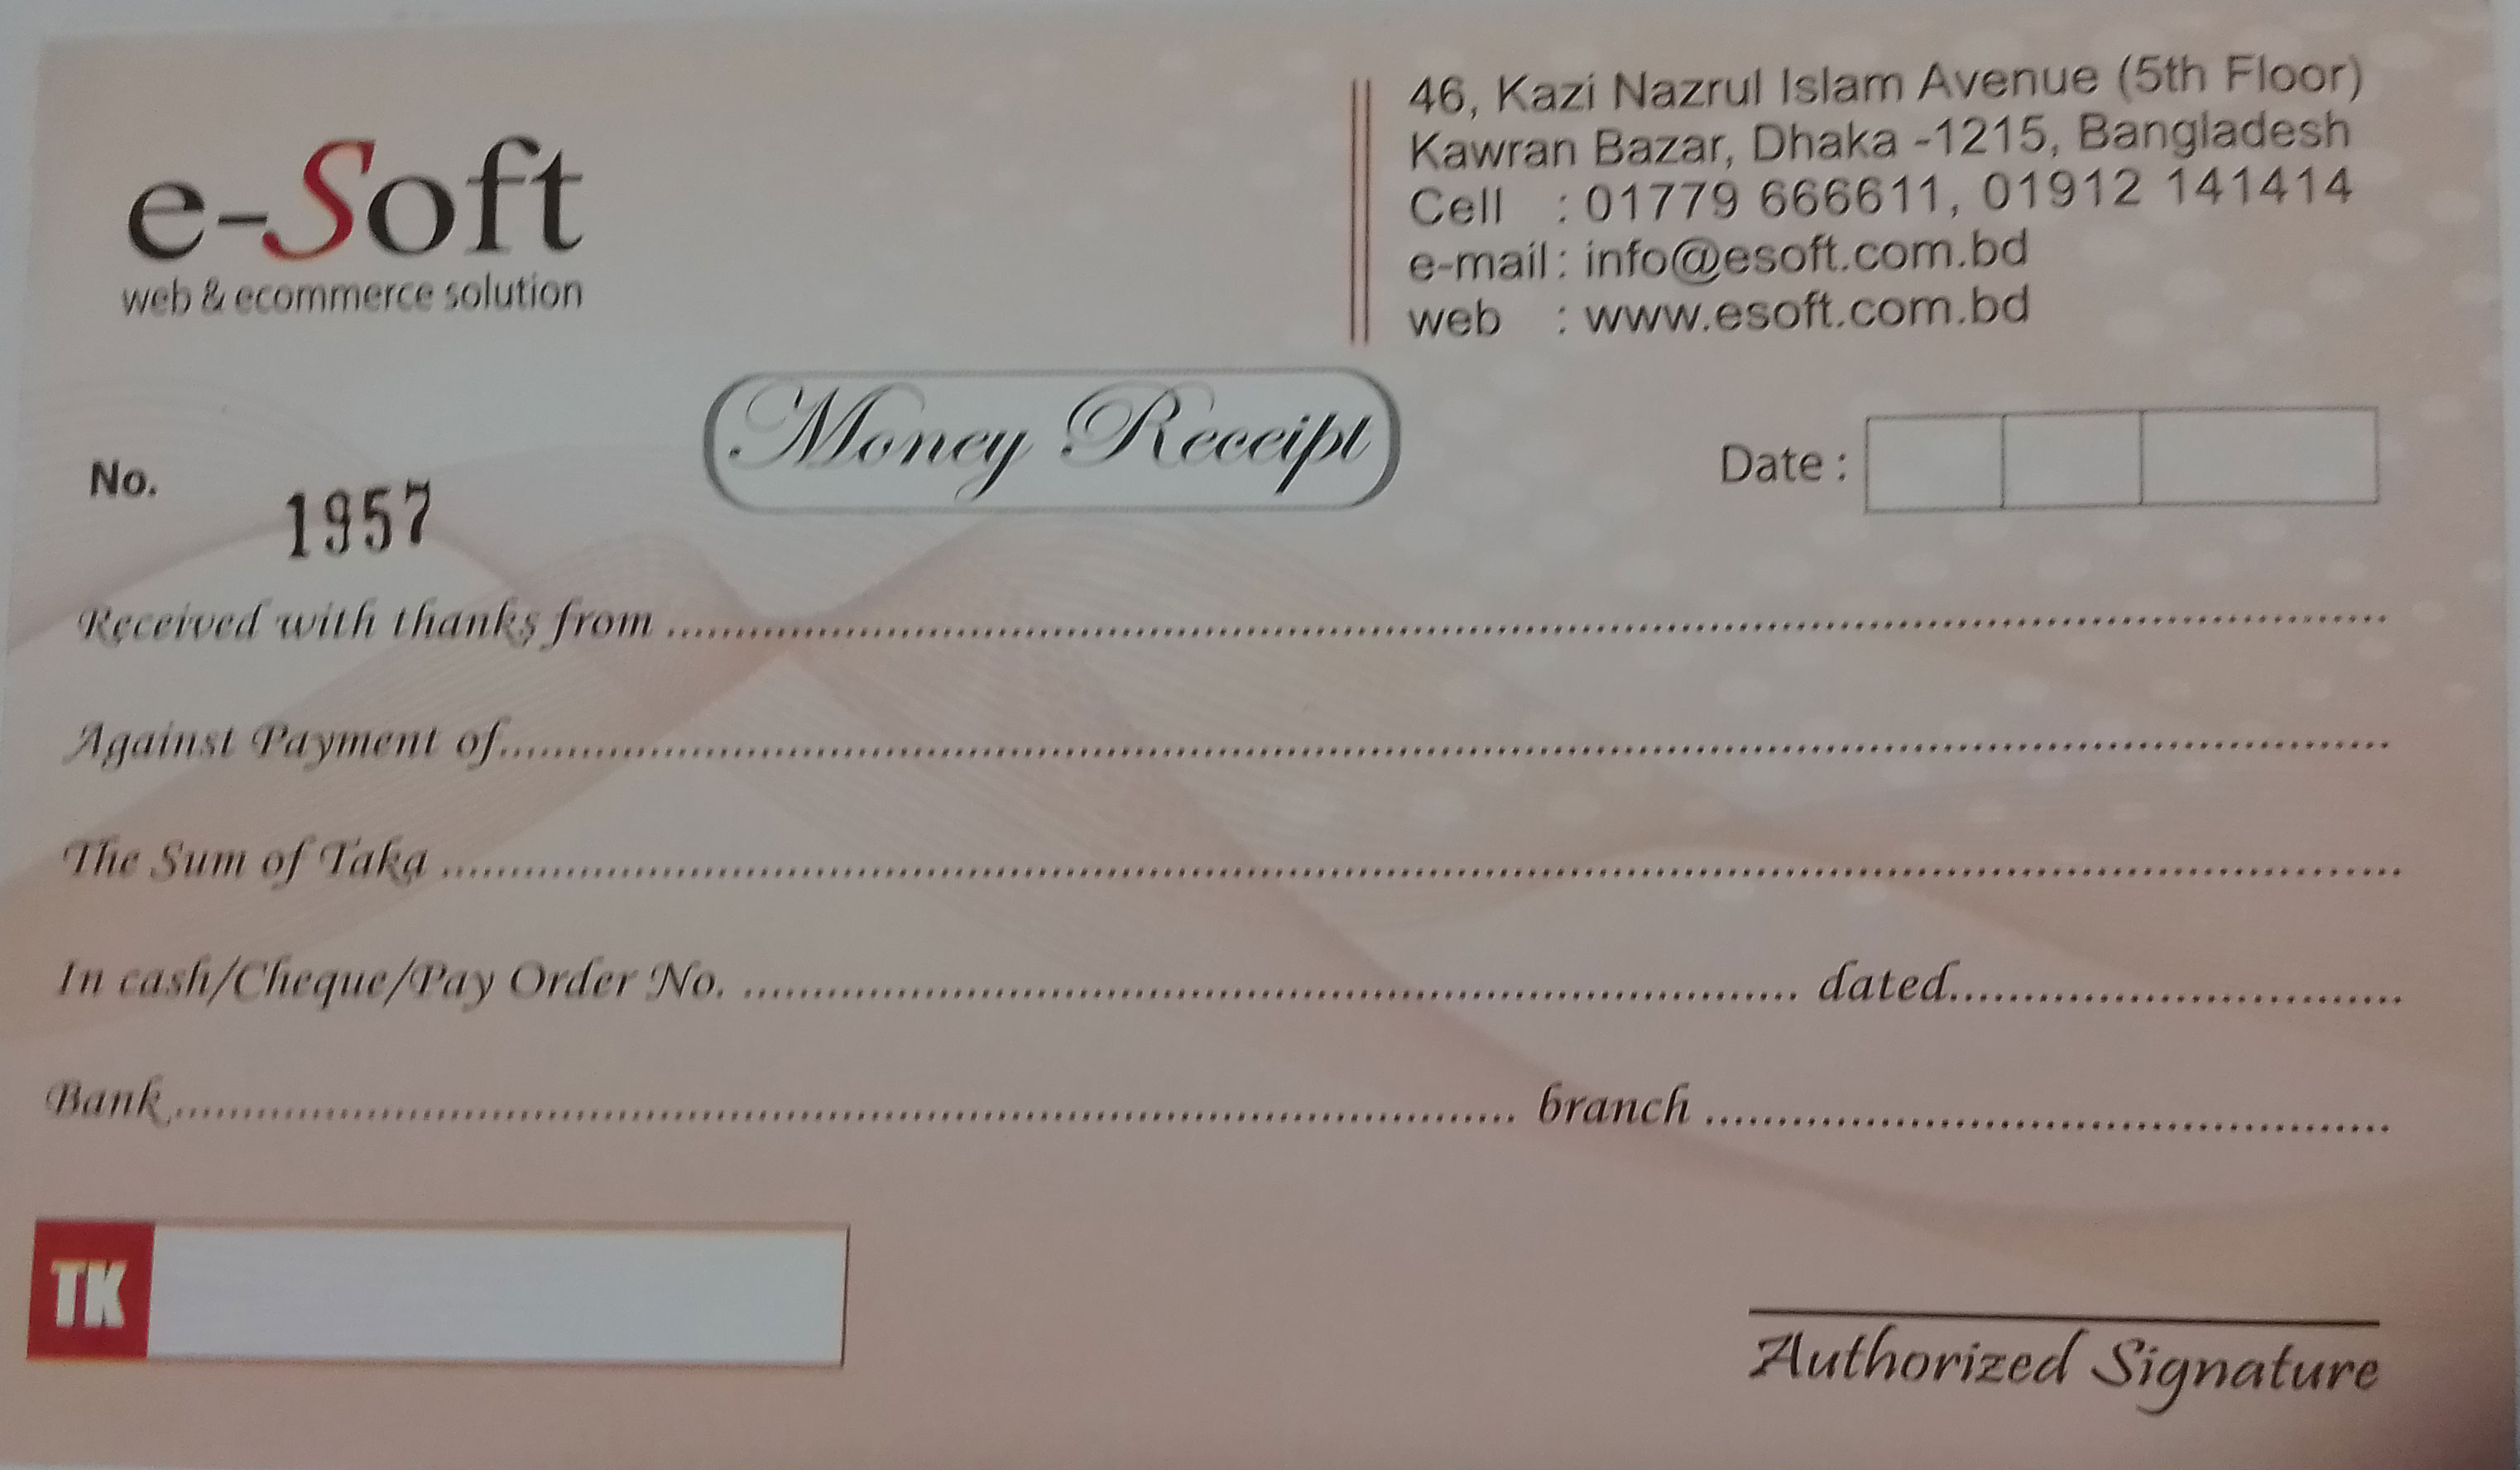 e-Soft
web & ecommerce solution
46, Kazi Nazrul Islam Avenue (5th Floor)
Kawran Bazar, Dhaka -1215, Bangladesh
Cell : 01779 666611, 01912 141414
e-mail : info@esoft.com.bd
web : www.esoft.com.bd
Money Receipt
No. 1957
Date :
Received with thanks from
Against Payment of
The Sum of Taka
In cash/Cheque/Pay Order No. dated
Bank branch
TK
Authorized Signature